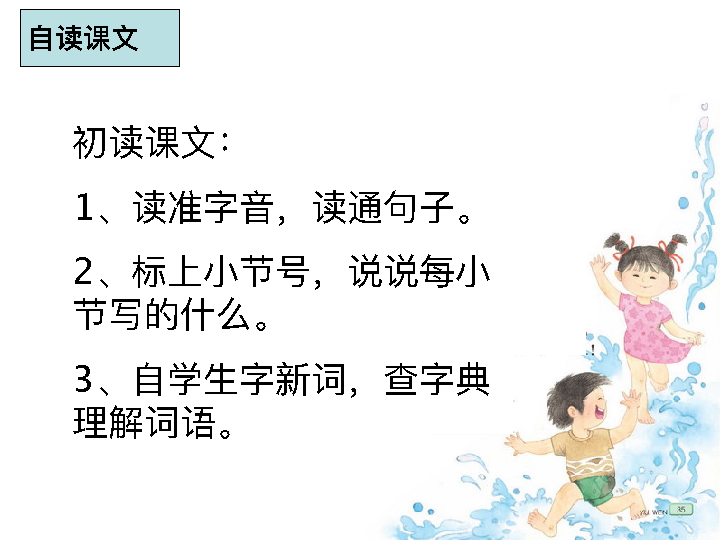 自读课文
初读课文：
1、读准字音，读通句子。
2、标上小节号，说说每小
节写的什么。
3、自学生字新词，查字典
理解词语。
！
YU WEN 35